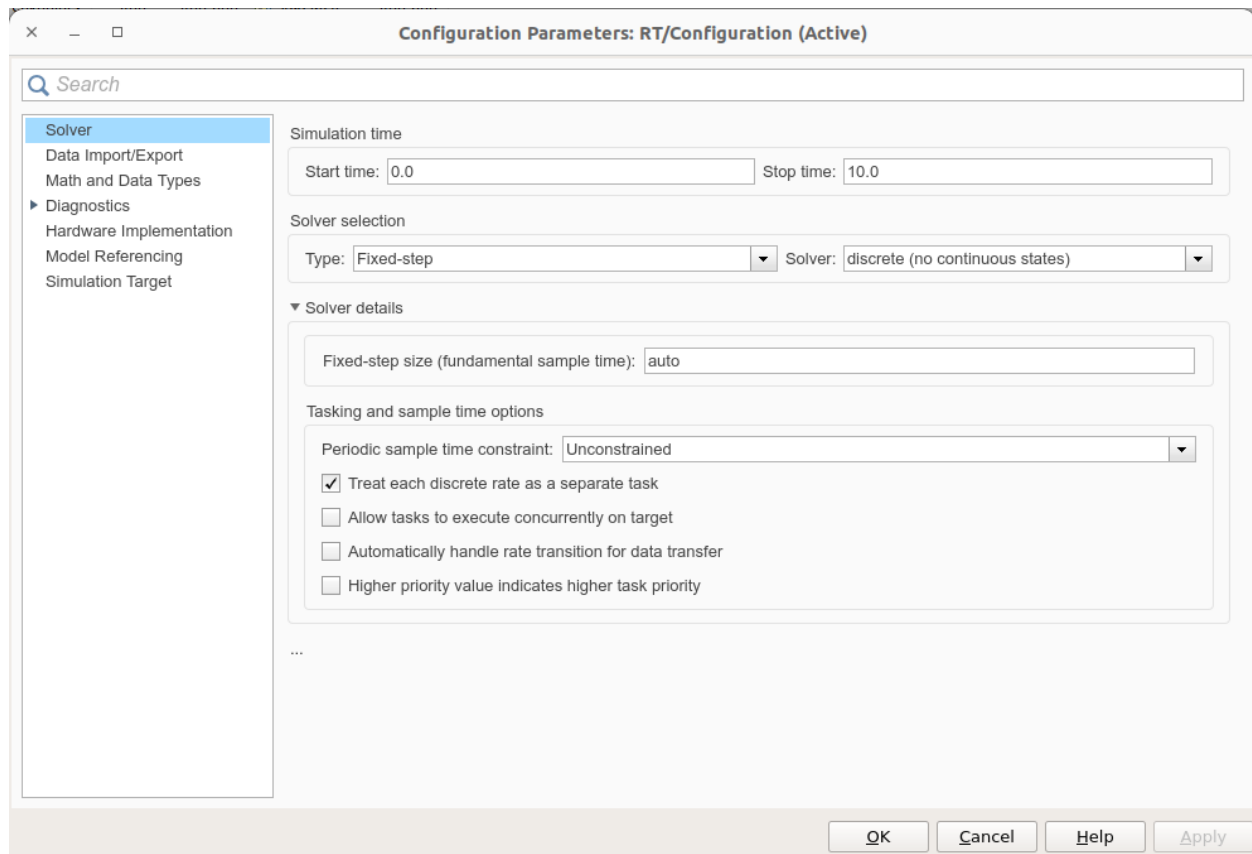 Configuration Parameters: RT/Configuration (Active)
Search
Solver
Data Import/Export
Math and Data Types
Diagnostics
Hardware Implementation
Model Referencing
Simulation Target
Simulation time
Start time: 0.0 Stop time: 10.0
Solver selection
Type: Fixed-step Solver: discrete (no continuous states)
Solver details
Fixed-step size (fundamental sample time): auto
Tasking and sample time options
Periodic sample time constraint: Unconstrained
Treat each discrete rate as a separate task
Allow tasks to execute concurrently on target
Automatically handle rate transition for data transfer
Higher priority value indicates higher task priority
...
OK Cancel Help Apply